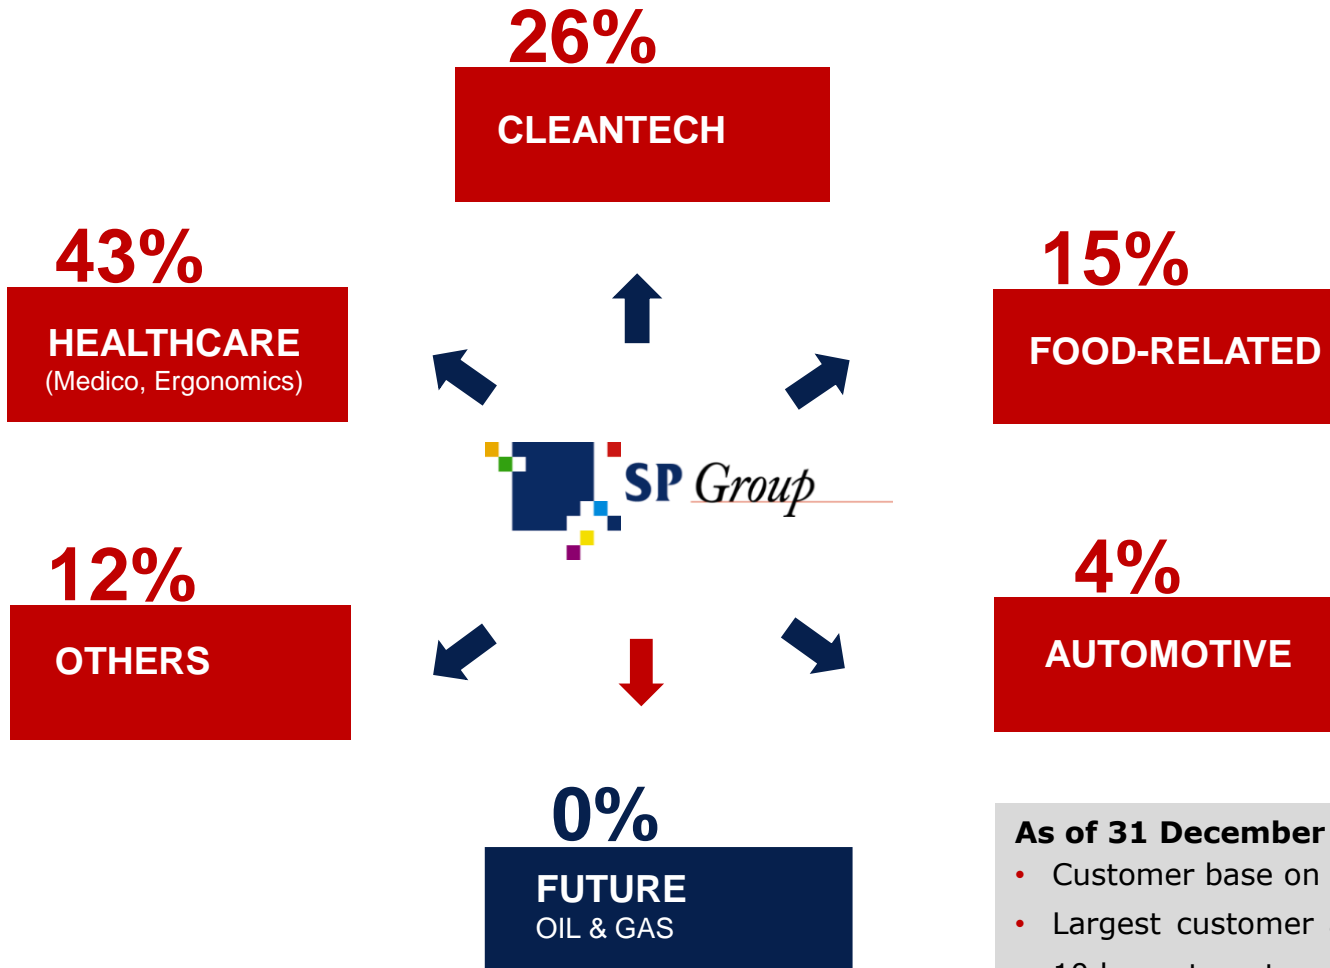 26%
CLEANTECH
43%
HEALTHCARE
(Medico, Ergonomics)
15%
FOOD-RELATED
SP Group
12%
OTHERS
4%
AUTOMOTIVE
0%
FUTURE
OIL & GAS
As of 31 December
• Customer base on
• Largest customer